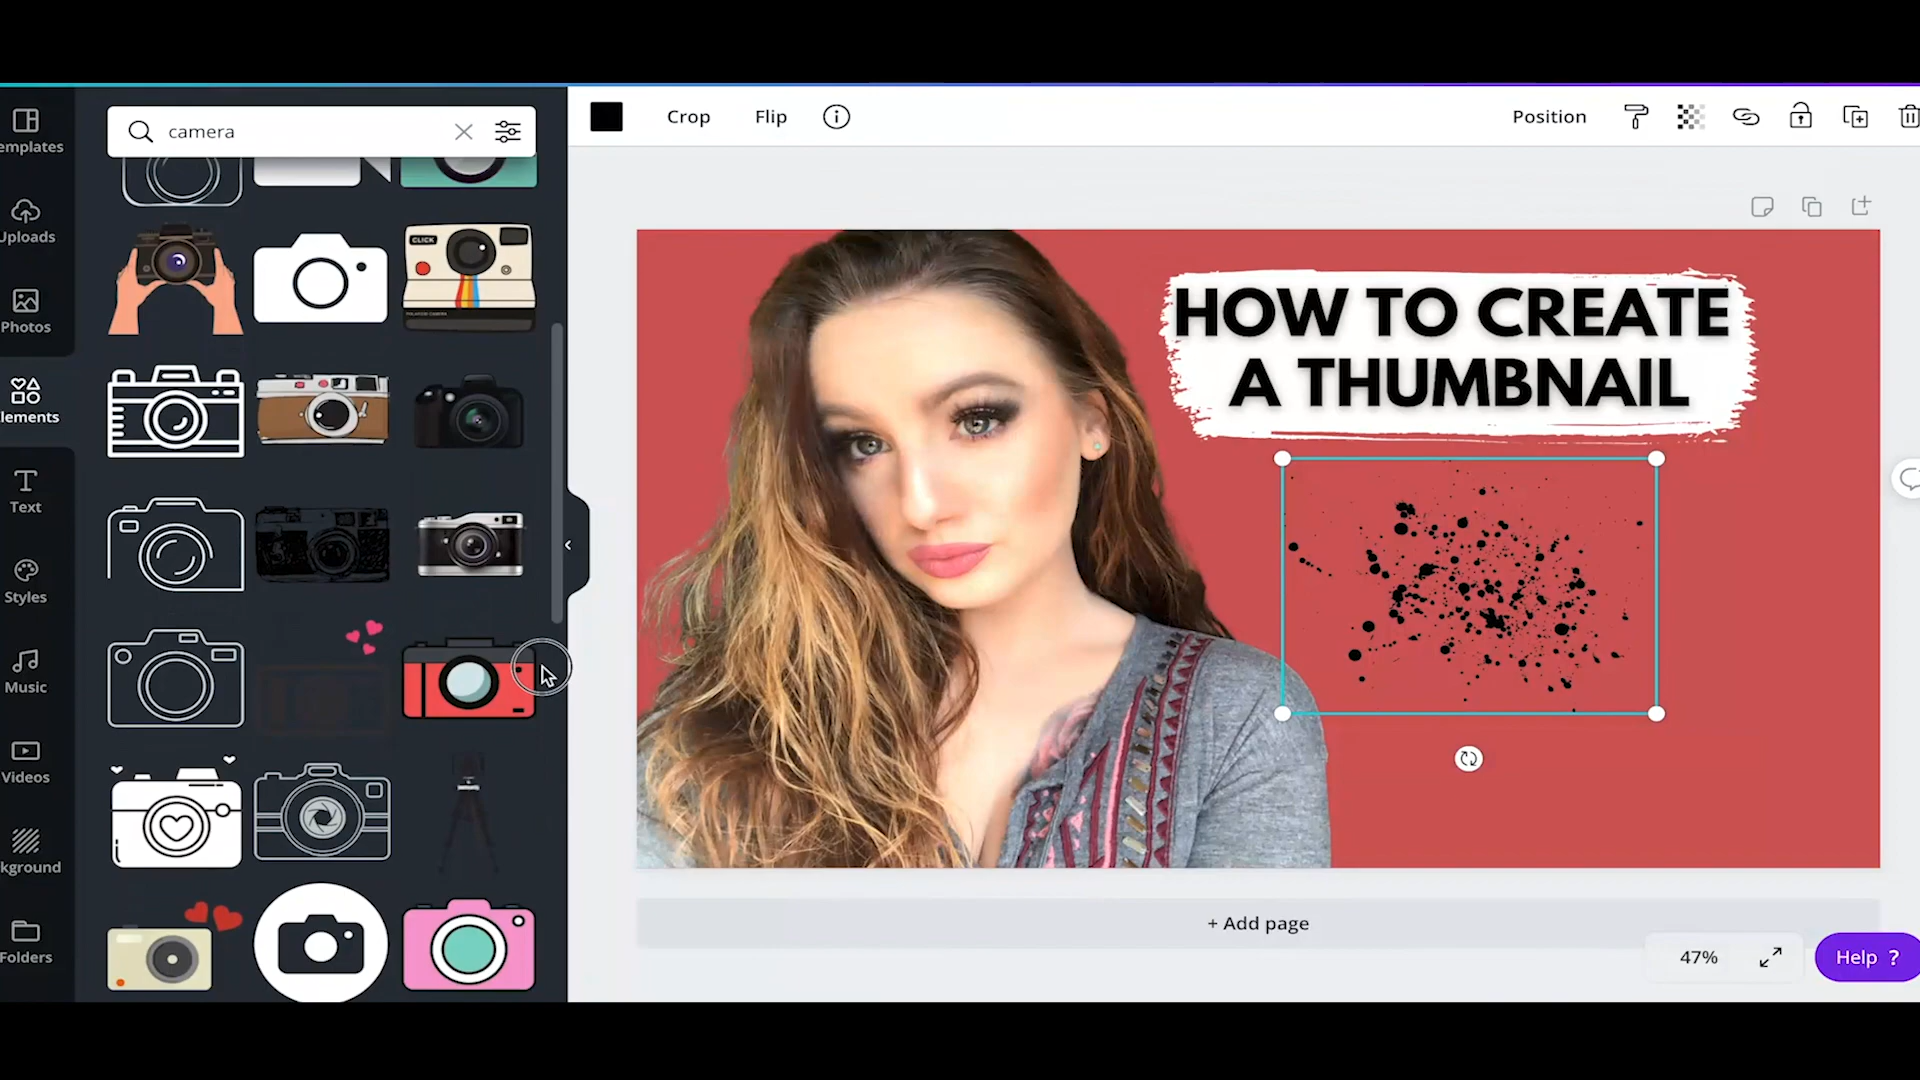 camera
Crop
Flip
Position
emplates
Uploads
Photos
lements
Text
Styles
Music
Videos
kground
Folders
CLICK
HOW TO CREATE
A THUMBNAIL
+ Add page
47%
Help ?